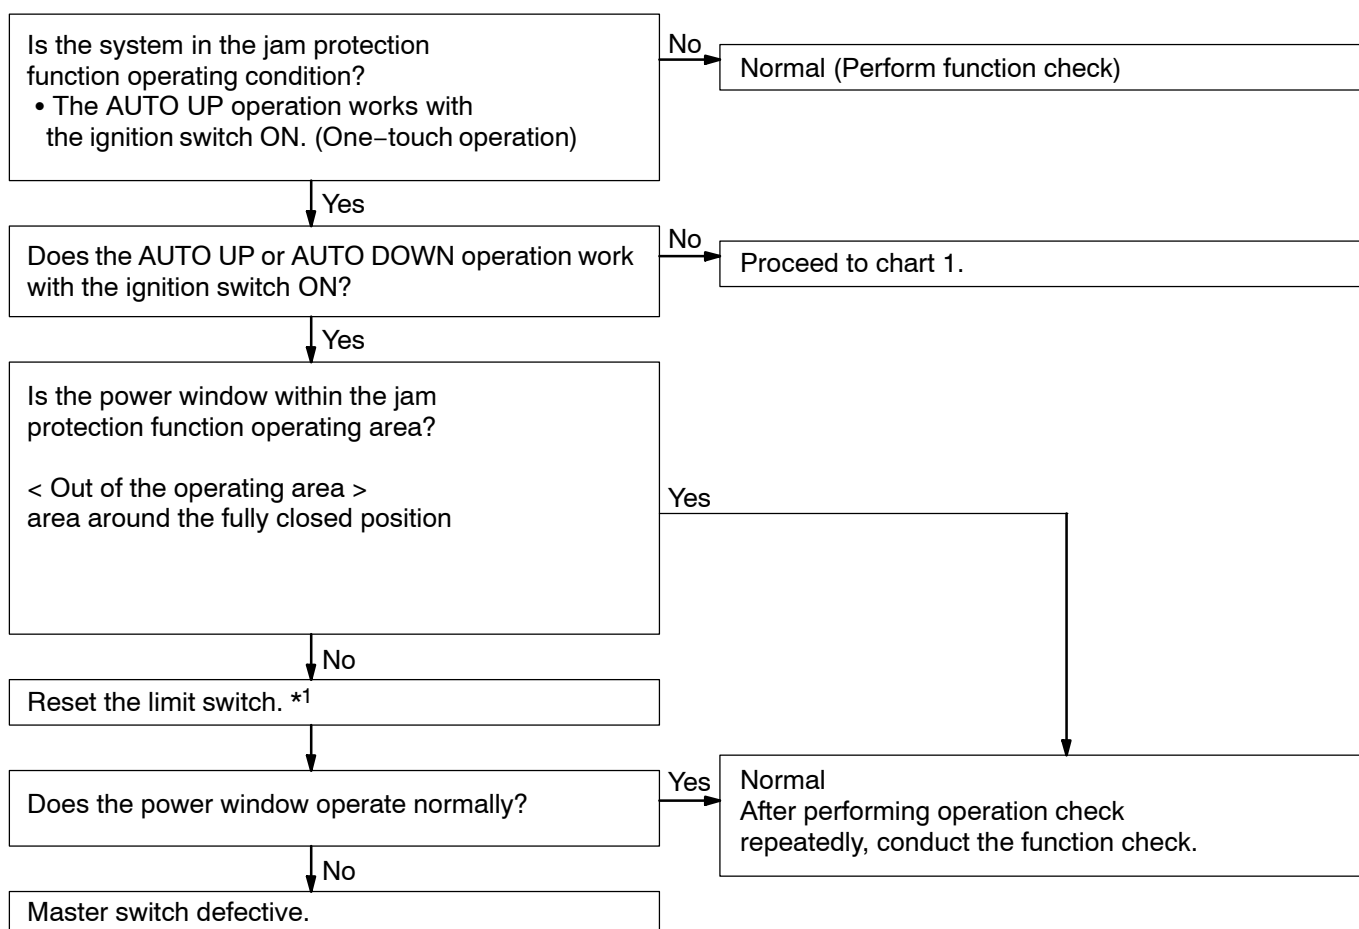 Is the system in the jam protection
function operating condition?
• The AUTO UP operation works with
the ignition switch ON. (One−touch operation)
No
Normal (Perform function check)
Yes
Does the AUTO UP or AUTO DOWN operation work
with the ignition switch ON?
No
Proceed to chart 1.
Yes
Is the power window within the jam
protection function operating area?
< Out of the operating area >
area around the fully closed position
Yes
No
Reset the limit switch. *1
Does the power window operate normally?
Yes
Normal
After performing operation check
repeatedly, conduct the function check.
No
Master switch defective.